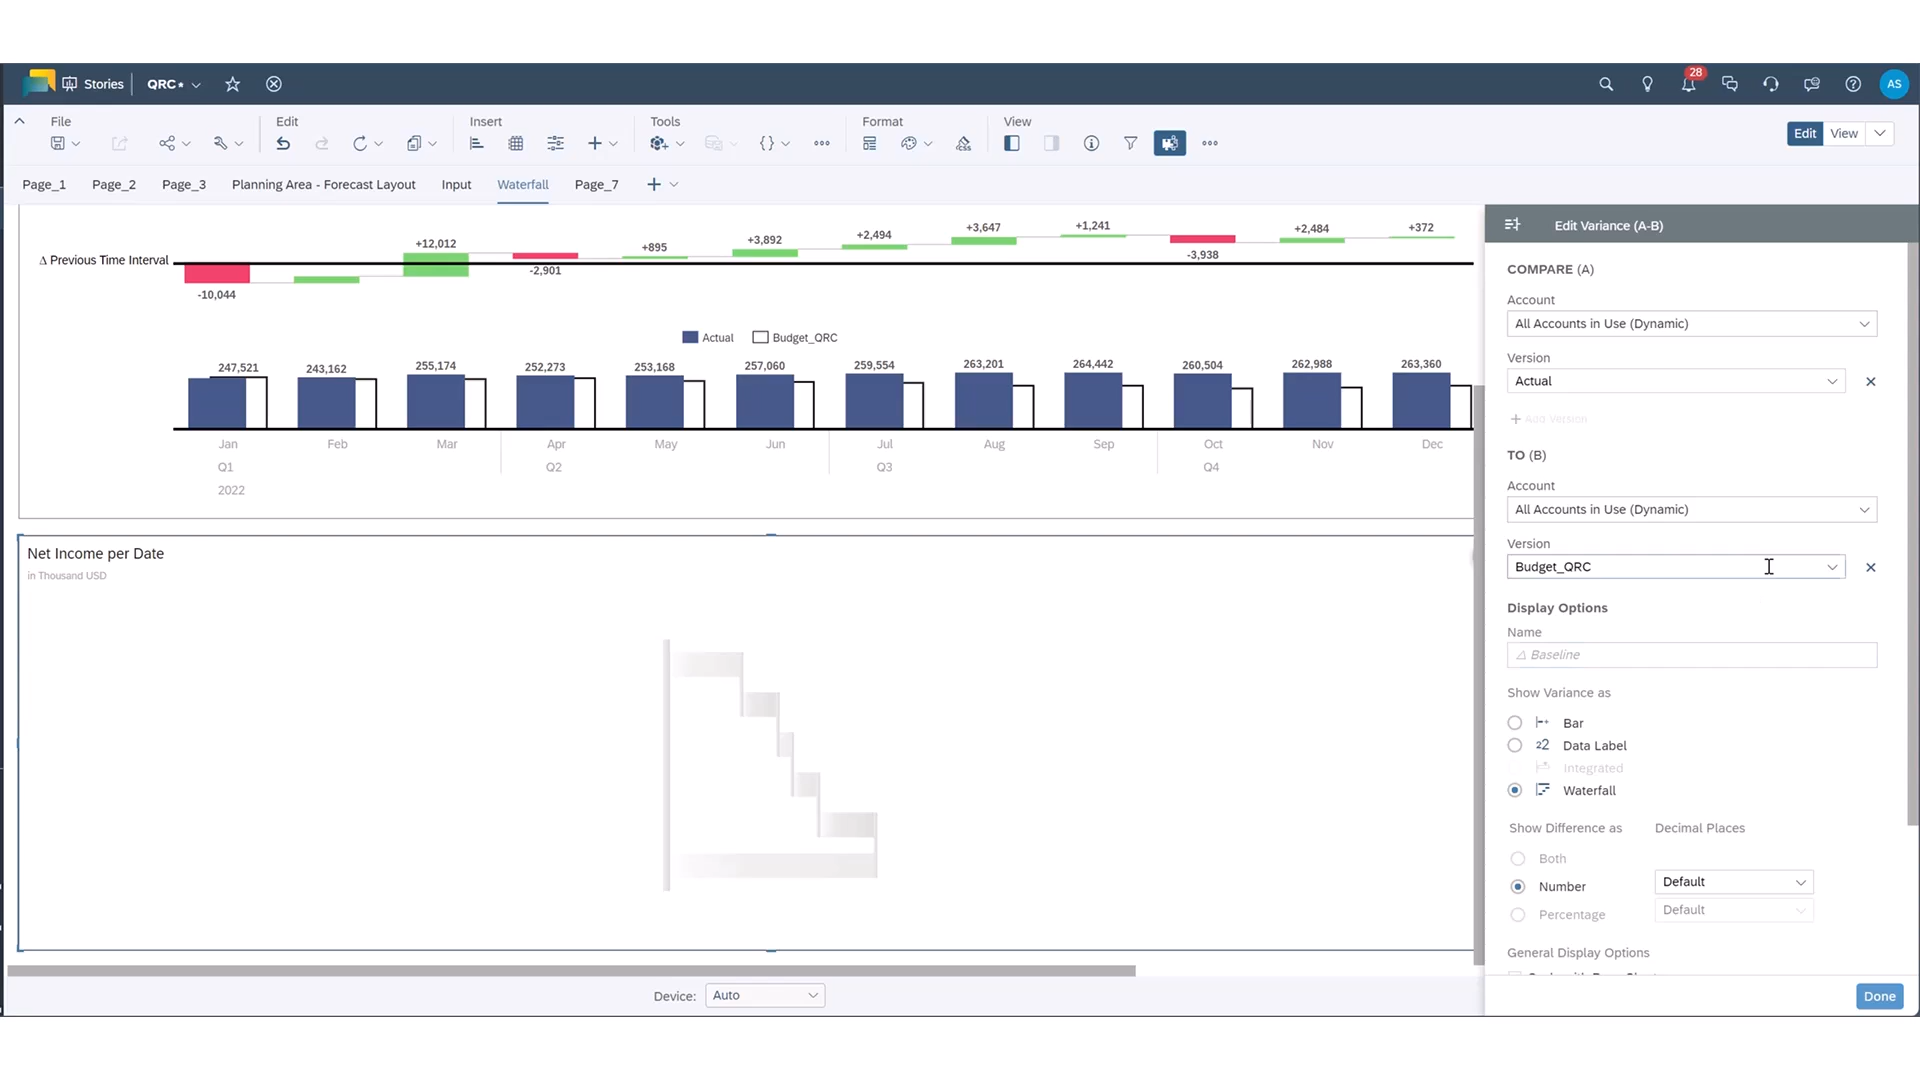 Stories QRC* 28 AS
File Edit Insert Tools Format View
Edit View
Page_1 Page_2 Page_3 Planning Area - Forecast Layout Input Waterfall Page_7
Edit Variance (A-B)
+12,012 +895 +3,892 +2,494 +3,647 +1,241 +2,484 +372
Δ Previous Time Interval
-10,044 -2,901 -3,938
Actual Budget_QRC
247,521 243,162 255,174 252,273 253,168 257,060 259,554 263,201 264,442 260,504 262,988 263,360
Jan Feb Mar Apr May Jun Jul Aug Sep Oct Nov Dec
Q1 Q2 Q3 Q4
2022
Net Income per Date
in Thousand USD
COMPARE (A)
Account
All Accounts in Use (Dynamic)
Version
Actual
Add Version
TO (B)
Account
All Accounts in Use (Dynamic)
Version
Budget_QRC
Display Options
Name
△ Baseline
Show Variance as
Bar
22 Data Label
Integrated
Waterfall
Show Difference as Decimal Places
Both
Number Default
Percentage Default
General Display Options
Device: Auto
Done